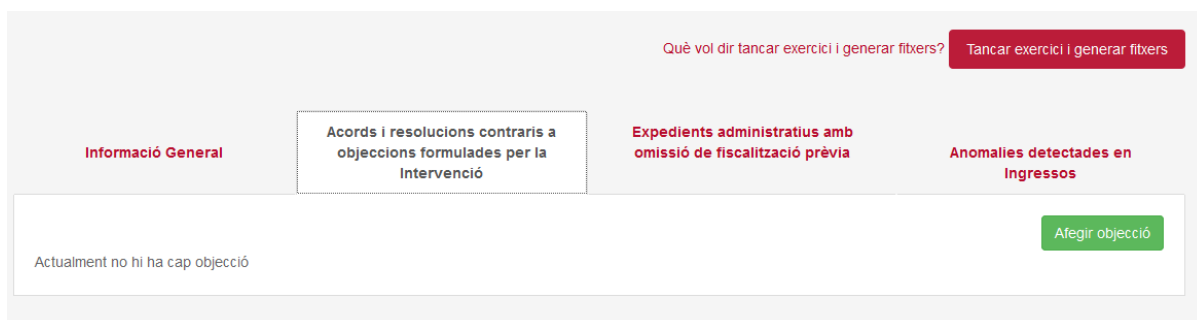 Què vol dir tancar exercici i generar fitxers? Tancar exercici i generar fitxers
Informació General
Acords i resolucions contraris a
objeccions formulades per la
Intervenció
Expedients administratius amb
omissió de fiscalització prèvia
Anomalies detectades en
Ingressos
Afegir objecció
Actualment no hi ha cap objecció